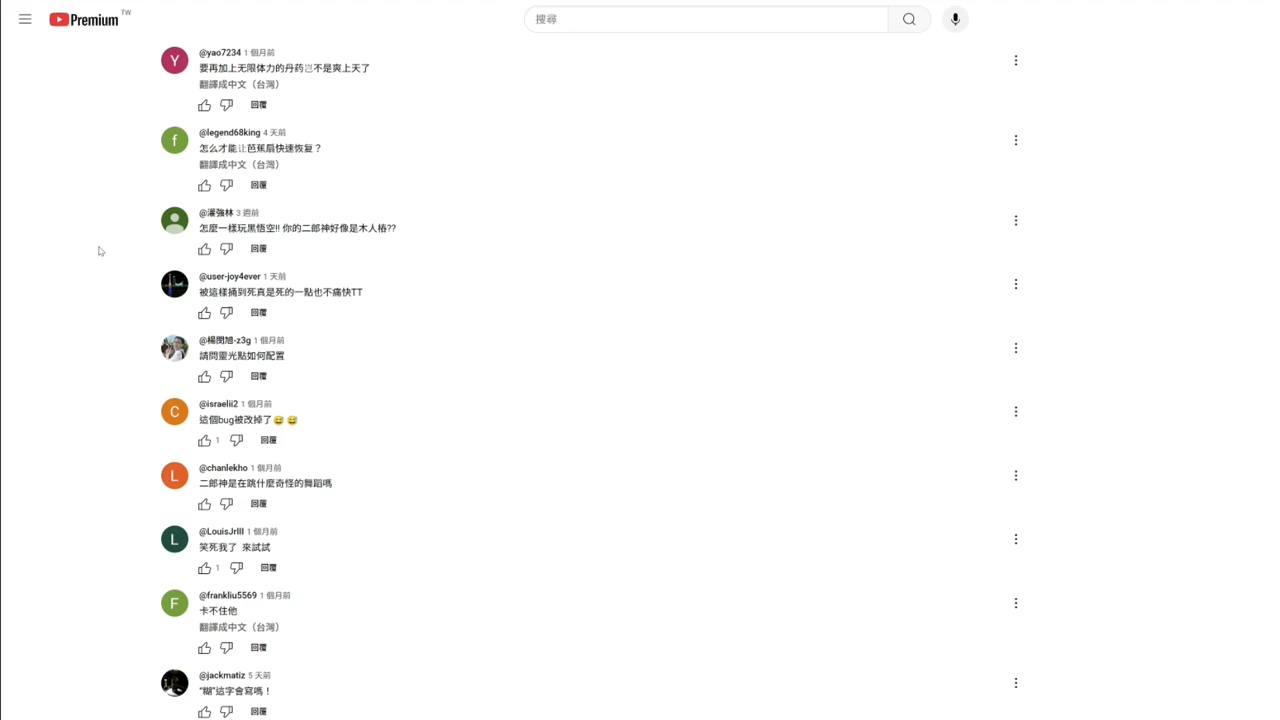 Premium TW
搜尋
@yao7234 1 個月前
要再加上无限体力的丹药岂不是爽上天了
翻譯成中文（台灣）
回覆
@legend68king 4 天前
怎么才能让芭蕉扇快速恢复？
翻譯成中文（台灣）
回覆
@灌強林 3 週前
怎麼一樣玩黑悟空!! 你的二郎神好像是木人樁??
回覆
@user-joy4ever 1 天前
被這樣捅到死真是死的一點也不痛快TT
回覆
@楊閔旭-z3g 1 個月前
請問靈光點如何配置
回覆
@israelii2 1 個月前
這個bug被改掉了😅 😅
1 回覆
@chanlekho 1 個月前
二郎神是在跳什麼奇怪的舞蹈嗎
回覆
@LouisJrIII 1 個月前
笑死我了 來試試
1 回覆
@frankliu5569 1 個月前
卡不住他
翻譯成中文（台灣）
回覆
@jackmatiz 5 天前
“糊”這字會寫嗎！
回覆